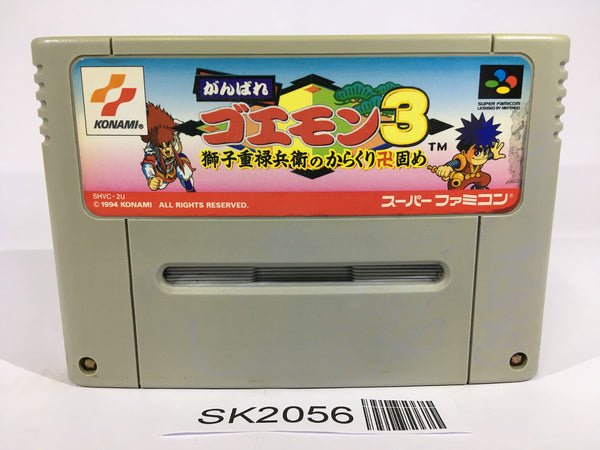 KONAMI®
がんばれ
ゴエモン3™
獅子重禄兵衛のからくり卍固め
SUPER FAMICOM
LICENSED BY NINTENDO
SHVC-2U
© 1994 KONAMI ALL RIGHTS RESERVED.
スーパーファミコン®
SK2056